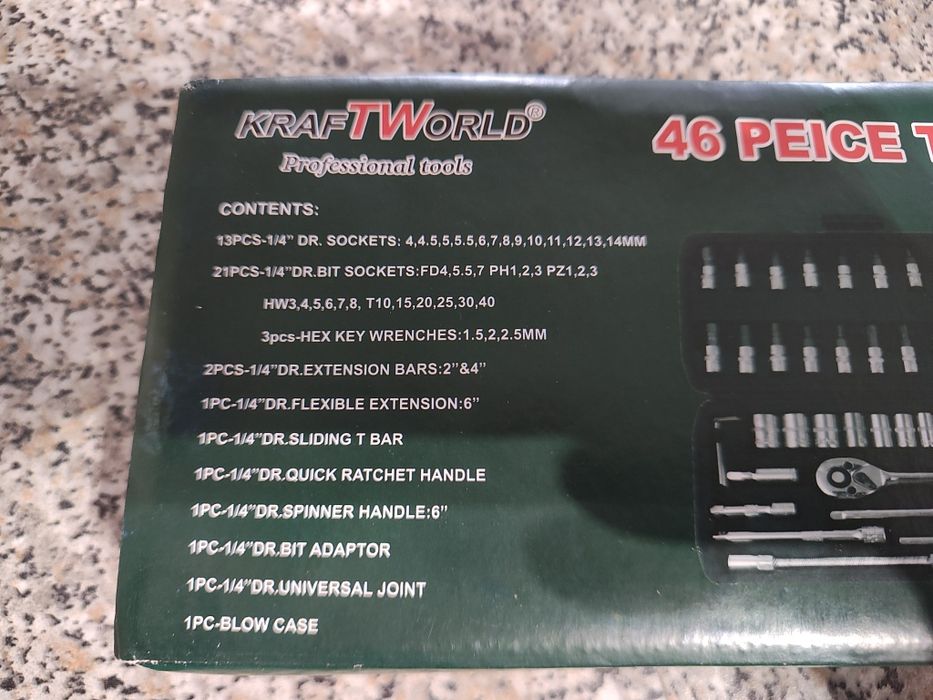 KRAFTWORLD®
Professional tools
46 PEICE
CONTENTS:
13PCS-1/4" DR. SOCKETS: 4,4.5,5,5.5,6,7,8,9,10,11,12,13,14MM
21PCS-1/4"DR.BIT SOCKETS:FD4,5.5,7 PH1,2,3 PZ1,2,3
HW3,4,5,6,7,8, T10,15,20,25,30,40
3pcs-HEX KEY WRENCHES:1.5,2,2.5MM
2PCS-1/4"DR.EXTENSION BARS:2"&4"
1PC-1/4"DR.FLEXIBLE EXTENSION:6"
1PC-1/4"DR.SLIDING T BAR
1PC-1/4"DR.QUICK RATCHET HANDLE
1PC-1/4"DR.SPINNER HANDLE:6"
1PC-1/4"DR.BIT ADAPTOR
1PC-1/4"DR.UNIVERSAL JOINT
1PC-BLOW CASE